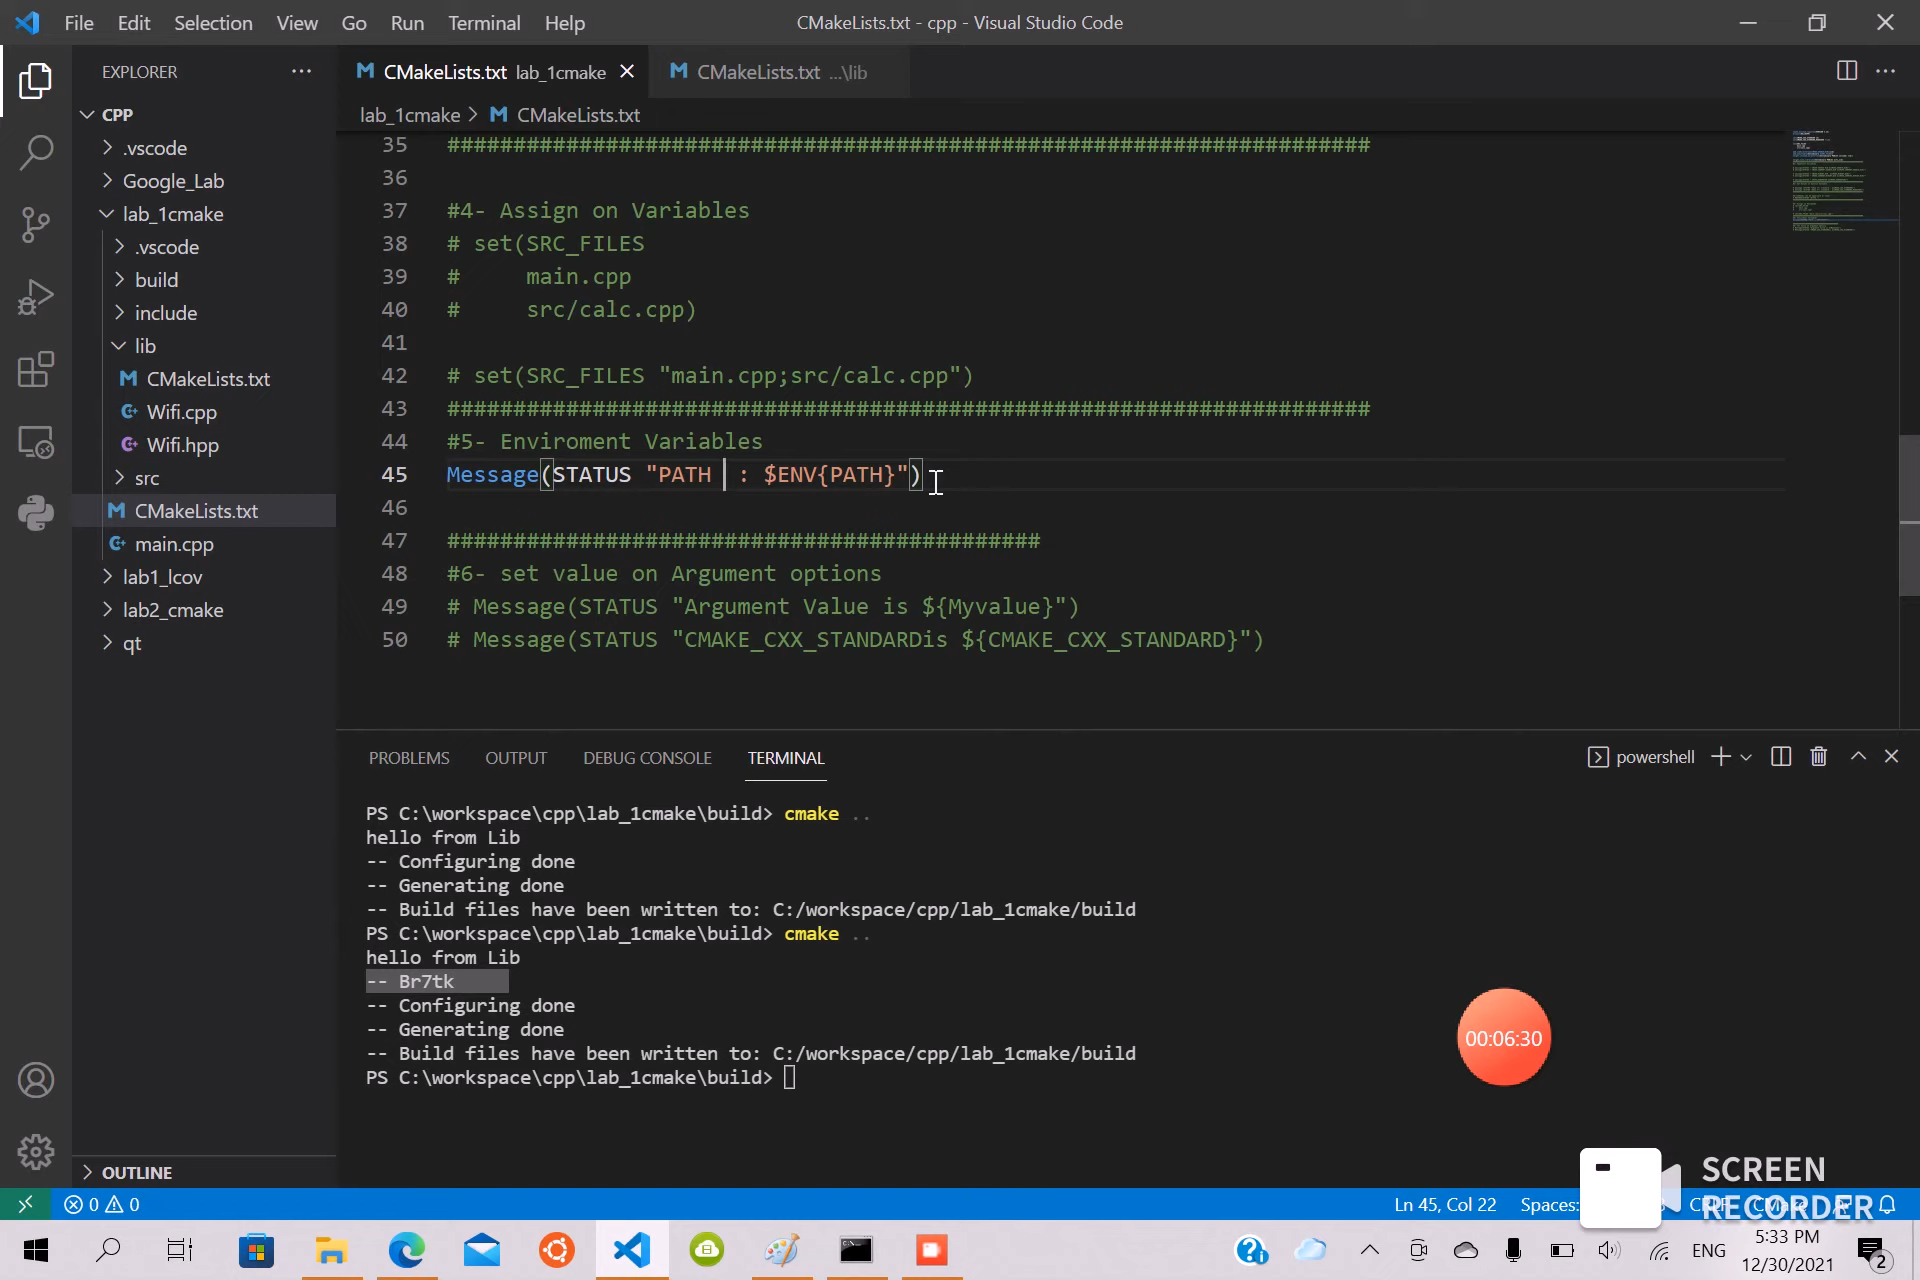 File Edit Selection View Go Run Terminal Help
CMakeLists.txt - cpp - Visual Studio Code
EXPLORER
CMakeLists.txt lab_1cmake
CMakeLists.txt ...\lib
CPP
lab_1cmake > CMakeLists.txt
.vscode
Google_Lab
lab_1cmake
.vscode
build
include
lib
CMakeLists.txt
Wifi.cpp
Wifi.hpp
src
CMakeLists.txt
main.cpp
lab1_lcov
lab2_cmake
qt
OUTLINE
35 ######################################################################
36
37 #4- Assign on Variables
38 # set(SRC_FILES
39 #     main.cpp
40 #     src/calc.cpp)
41
42 # set(SRC_FILES "main.cpp;src/calc.cpp")
43 ######################################################################
44 #5- Enviroment Variables
45 Message(STATUS "PATH  : $ENV{PATH}")
46
47 #############################################
48 #6- set value on Argument options
49 # Message(STATUS "Argument Value is ${Myvalue}")
50 # Message(STATUS "CMAKE_CXX_STANDARDis ${CMAKE_CXX_STANDARD}")
PROBLEMS OUTPUT DEBUG CONSOLE TERMINAL
powershell
PS C:\workspace\cpp\lab_1cmake\build> cmake ..
hello from Lib
-- Configuring done
-- Generating done
-- Build files have been written to: C:/workspace/cpp/lab_1cmake/build
PS C:\workspace\cpp\lab_1cmake\build> cmake ..
hello from Lib
-- Br7tk
-- Configuring done
-- Generating done
-- Build files have been written to: C:/workspace/cpp/lab_1cmake/build
PS C:\workspace\cpp\lab_1cmake\build>
00:06:30
SCREEN
RECORDER
0 0
Ln 45, Col 22 Spaces:
ENG
5:33 PM
12/30/2021
2